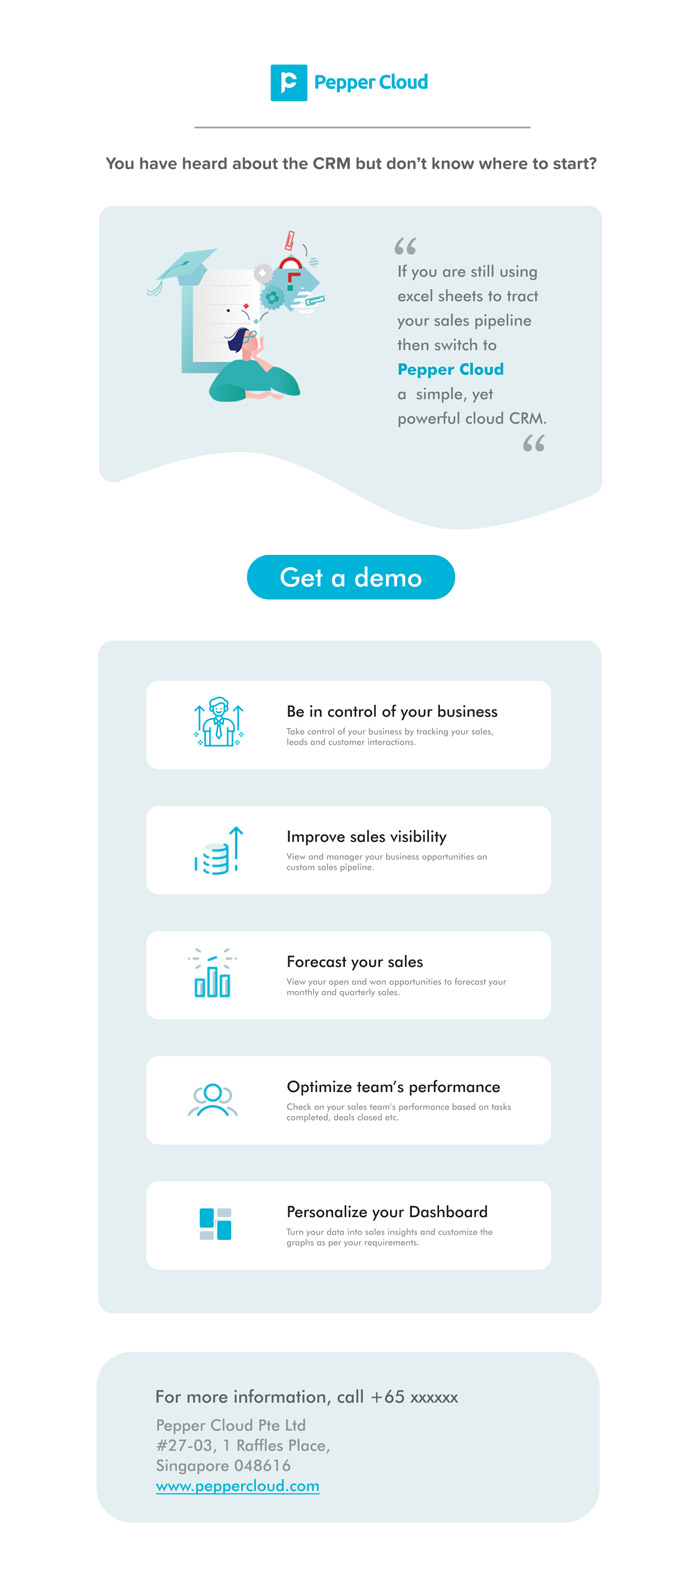 Pepper Cloud
You have heard about the CRM but don't know where to start?
“
If you are still using
excel sheets to tract
your sales pipeline
then switch to
Pepper Cloud
a  simple, yet
powerful cloud CRM.
“
Get a demo
Be in control of your business
Take control of your business by tracking your sales,
leads and customer interactions.
Improve sales visibility
View and manager your business opportunities on
custom sales pipeline.
Forecast your sales
View your open and won opportunities to forecast your
monthly and quarterly sales.
Optimize team's performance
Check on your sales team's performance based on tasks
completed, deals closed etc.
Personalize your Dashboard
Turn your data into sales insights and customize the
graphs as per your requirements.
For more information, call +65 xxxxxx
Pepper Cloud Pte Ltd
#27-03, 1 Raffles Place,
Singapore 048616
www.peppercloud.com